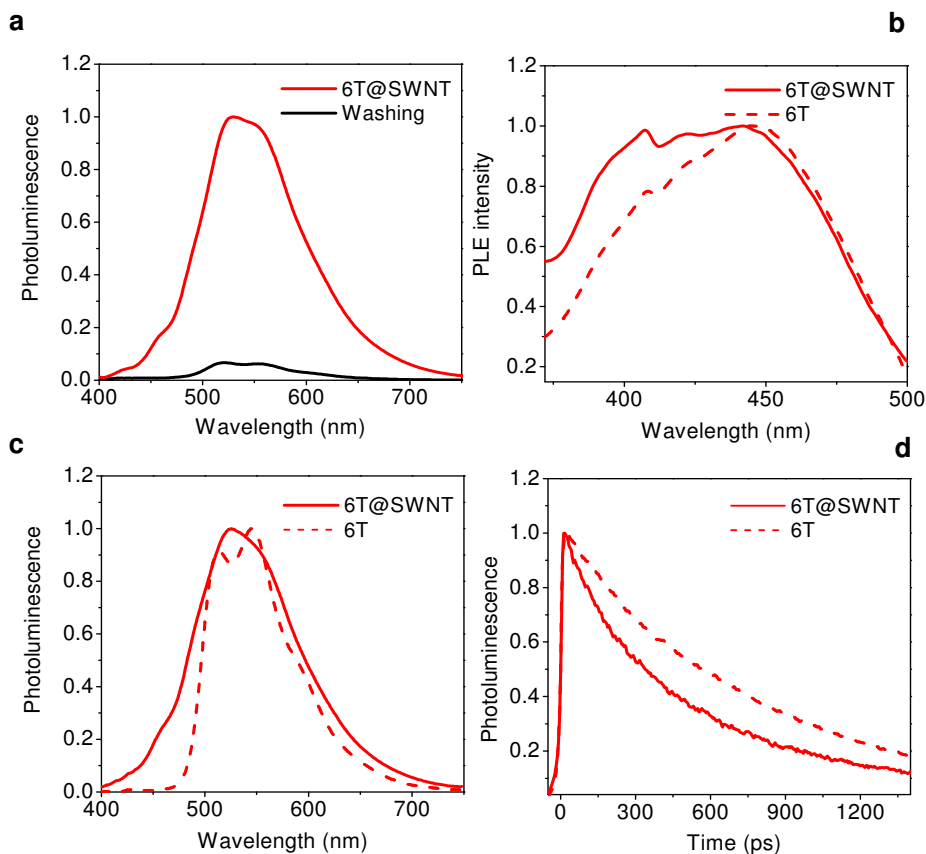 a
1.2
1.0
0.8
0.6
0.4
0.2
0.0
400 500 600 700
Photoluminescence
Wavelength (nm)
6T@SWNT
Washing
b
1.2
1.0
0.8
0.6
0.4
0.2
400 450 500
PLE intensity
Wavelength (nm)
6T@SWNT
6T
c
1.2
1.0
0.8
0.6
0.4
0.2
0.0
400 500 600 700
Photoluminescence
Wavelength (nm)
6T@SWNT
6T
d
1.2
1.0
0.8
0.6
0.4
0.2
0 300 600 900 1200
Photoluminescence
Time (ps)
6T@SWNT
6T